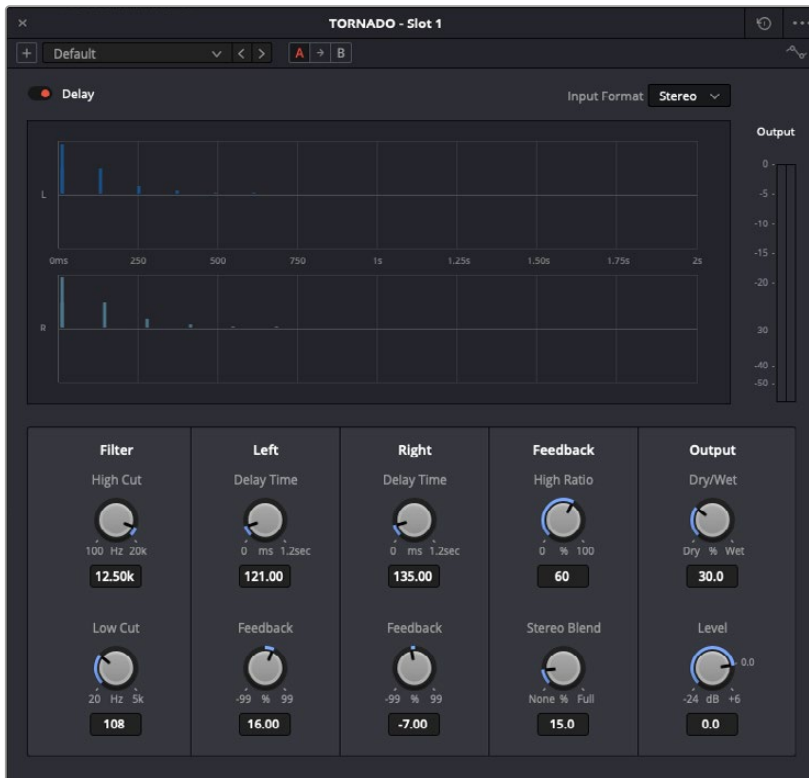 TORNADO - Slot 1
Default
A B
Delay
Input Format Stereo
Output
0
-5
-10
-15
-20
30
-40
-50
L
0ms 250 500 750 1s 1.25s 1.50s 1.75s 2s
R
Filter Left Right Feedback Output
High Cut Delay Time Delay Time High Ratio Dry/Wet
100 Hz 20k 0 ms 1.2sec 0 ms 1.2sec 0 % 100 Dry % Wet
12.50k 121.00 135.00 60 30.0
Low Cut Feedback Feedback Stereo Blend Level
0.0
20 Hz 5k -99 % 99 -99 % 99 None % Full -24 dB +6
108 16.00 -7.00 15.0 0.0